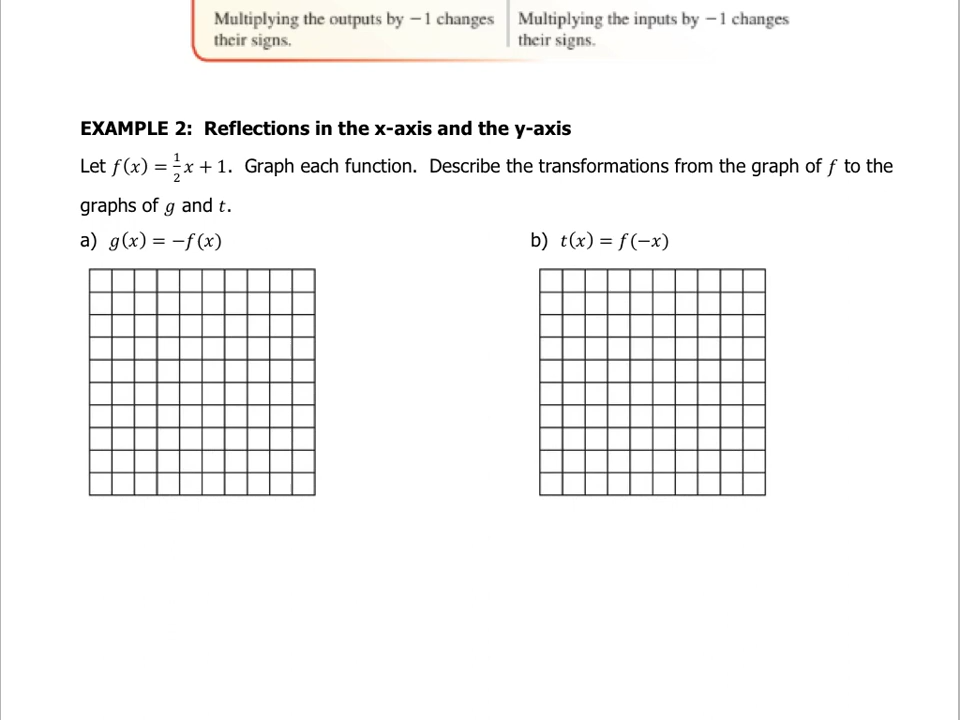 Multiplying the outputs by −1 changes
their signs.
Multiplying the inputs by −1 changes
their signs.
EXAMPLE 2: Reflections in the x-axis and the y-axis
Let f(x) = 1/2 x + 1. Graph each function. Describe the transformations from the graph of f to the
graphs of g and t.
a) g(x) = −f(x)
b) t(x) = f(−x)